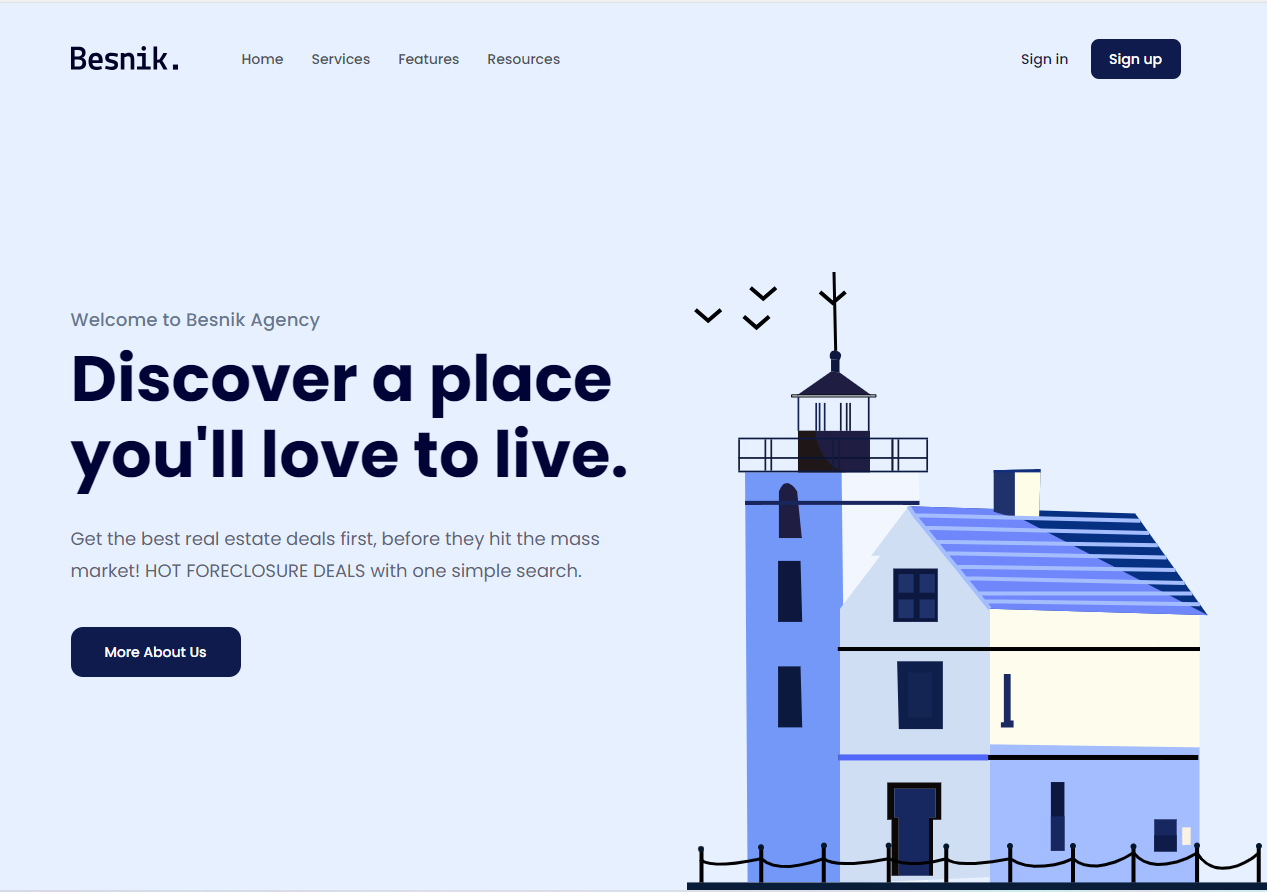 Besnik.
Home Services Features Resources
Sign in Sign up
Welcome to Besnik Agency
Discover a place
you'll love to live.
Get the best real estate deals first, before they hit the mass
market! HOT FORECLOSURE DEALS with one simple search.
More About Us